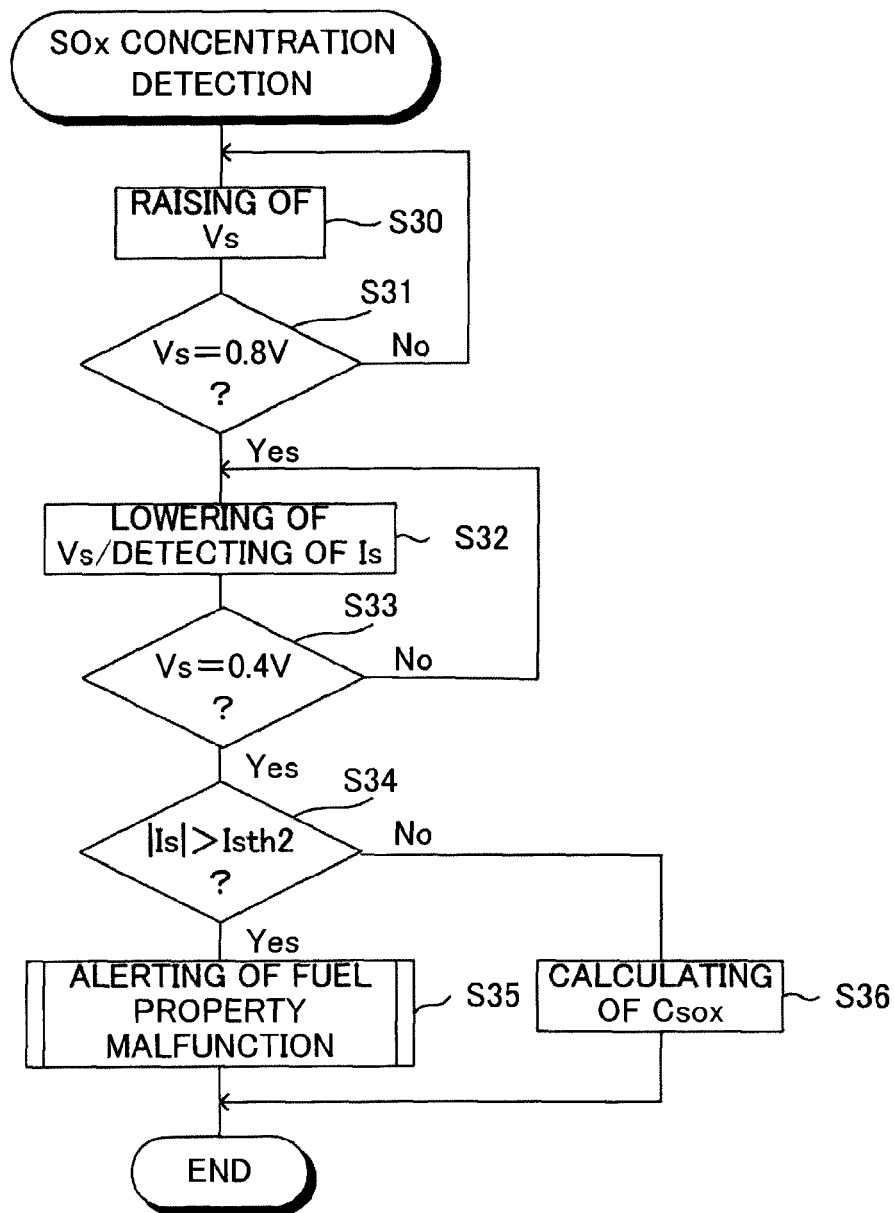 SOx CONCENTRATION
DETECTION
RAISING OF
Vs
S30
S31
Vs=0.8V
?
No
Yes
LOWERING OF
Vs/DETECTING OF Is
S32
S33
Vs=0.4V
?
No
Yes
S34
|Is|>Isth2
?
No
Yes
ALERTING OF FUEL
PROPERTY
MALFUNCTION
S35
CALCULATING
OF Csox
S36
END